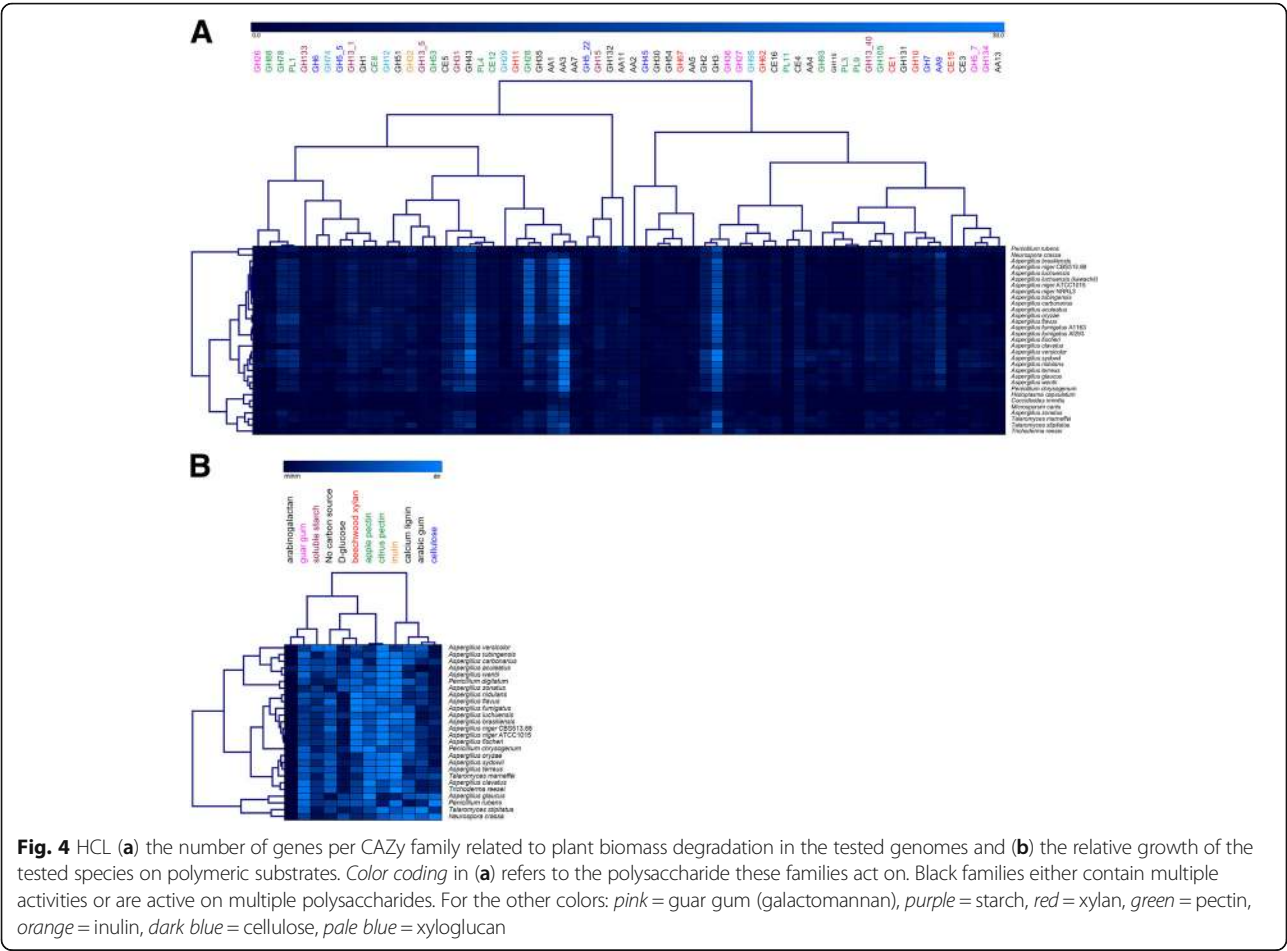 A
0.0
30.0
GH26
GH88
GH78
PL1
GH133
GH6
GH74
GH5_5
GH13_1
GH1
CE8
GH12
GH51
GH32
GH13_5
GH53
CE5
GH31
GH43
PL4
CE12
GH29
GH11
GH28
GH35
AA1
AA3
AA7
GH5_22
GH15
GH132
AA11
AA2
GH45
GH30
GH54
GH67
AA5
GH2
GH3
GH36
GH27
GH95
GH62
CE16
PL11
CE4
AA4
GH93
PL3
PL9
GH13_40
GH105
CE1
GH131
GH10
GH7
AA9
CE15
CE3
GH5_7
GH134
AA13
Penicillium rubens
Neurospora crassa
Aspergillus brasiliensis
Aspergillus niger CBS513.88
Aspergillus luchuensis
Aspergillus luchuensis (kawachii)
Aspergillus niger ATCC1015
Aspergillus niger NRRL3
Aspergillus tubingensis
Aspergillus carbonarius
Aspergillus aculeatus
Aspergillus oryzae
Aspergillus flavus
Aspergillus fumigatus A1163
Aspergillus fumigatus Af293
Aspergillus fischeri
Aspergillus clavatus
Aspergillus versicolor
Aspergillus sydowii
Aspergillus nidulans
Aspergillus terreus
Aspergillus glaucus
Aspergillus wentii
Penicillium chrysogenum
Histoplasma capsulatum
Coccidioides immitis
Microsporum canis
Aspergillus zonatus
Talaromyces marneffei
Talaromyces stipitatus
Trichoderma reesei
B
arabinogalactan
guar gum
soluble starch
No carbon source
D-glucose
beechwood xylan
apple pectin
citrus pectin
inulin
calcium lignin
arabic gum
cellulose
Aspergillus versicolor
Aspergillus tubingensis
Aspergillus carbonarius
Aspergillus aculeatus
Aspergillus wentii
Penicillium digitatum
Aspergillus zonatus
Aspergillus nidulans
Aspergillus flavus
Aspergillus fumigatus
Aspergillus luchuensis
Aspergillus brasiliensis
Aspergillus niger CBS513.88
Aspergillus niger ATCC1015
Aspergillus fischeri
Penicillium chrysogenum
Aspergillus oryzae
Aspergillus sydowii
Aspergillus terreus
Talaromyces marneffei
Aspergillus clavatus
Trichoderma reesei
Aspergillus glaucus
Penicillium rubens
Talaromyces stipitatus
Neurospora crassa
Fig. 4 HCL (a) the number of genes per CAZy family related to plant biomass degradation in the tested genomes and (b) the relative growth of the
tested species on polymeric substrates. Color coding in (a) refers to the polysaccharide these families act on. Black families either contain multiple
activities or are active on multiple polysaccharides. For the other colors: pink = guar gum (galactomannan), purple = starch, red = xylan, green = pectin,
orange = inulin, dark blue = cellulose, pale blue = xyloglucan